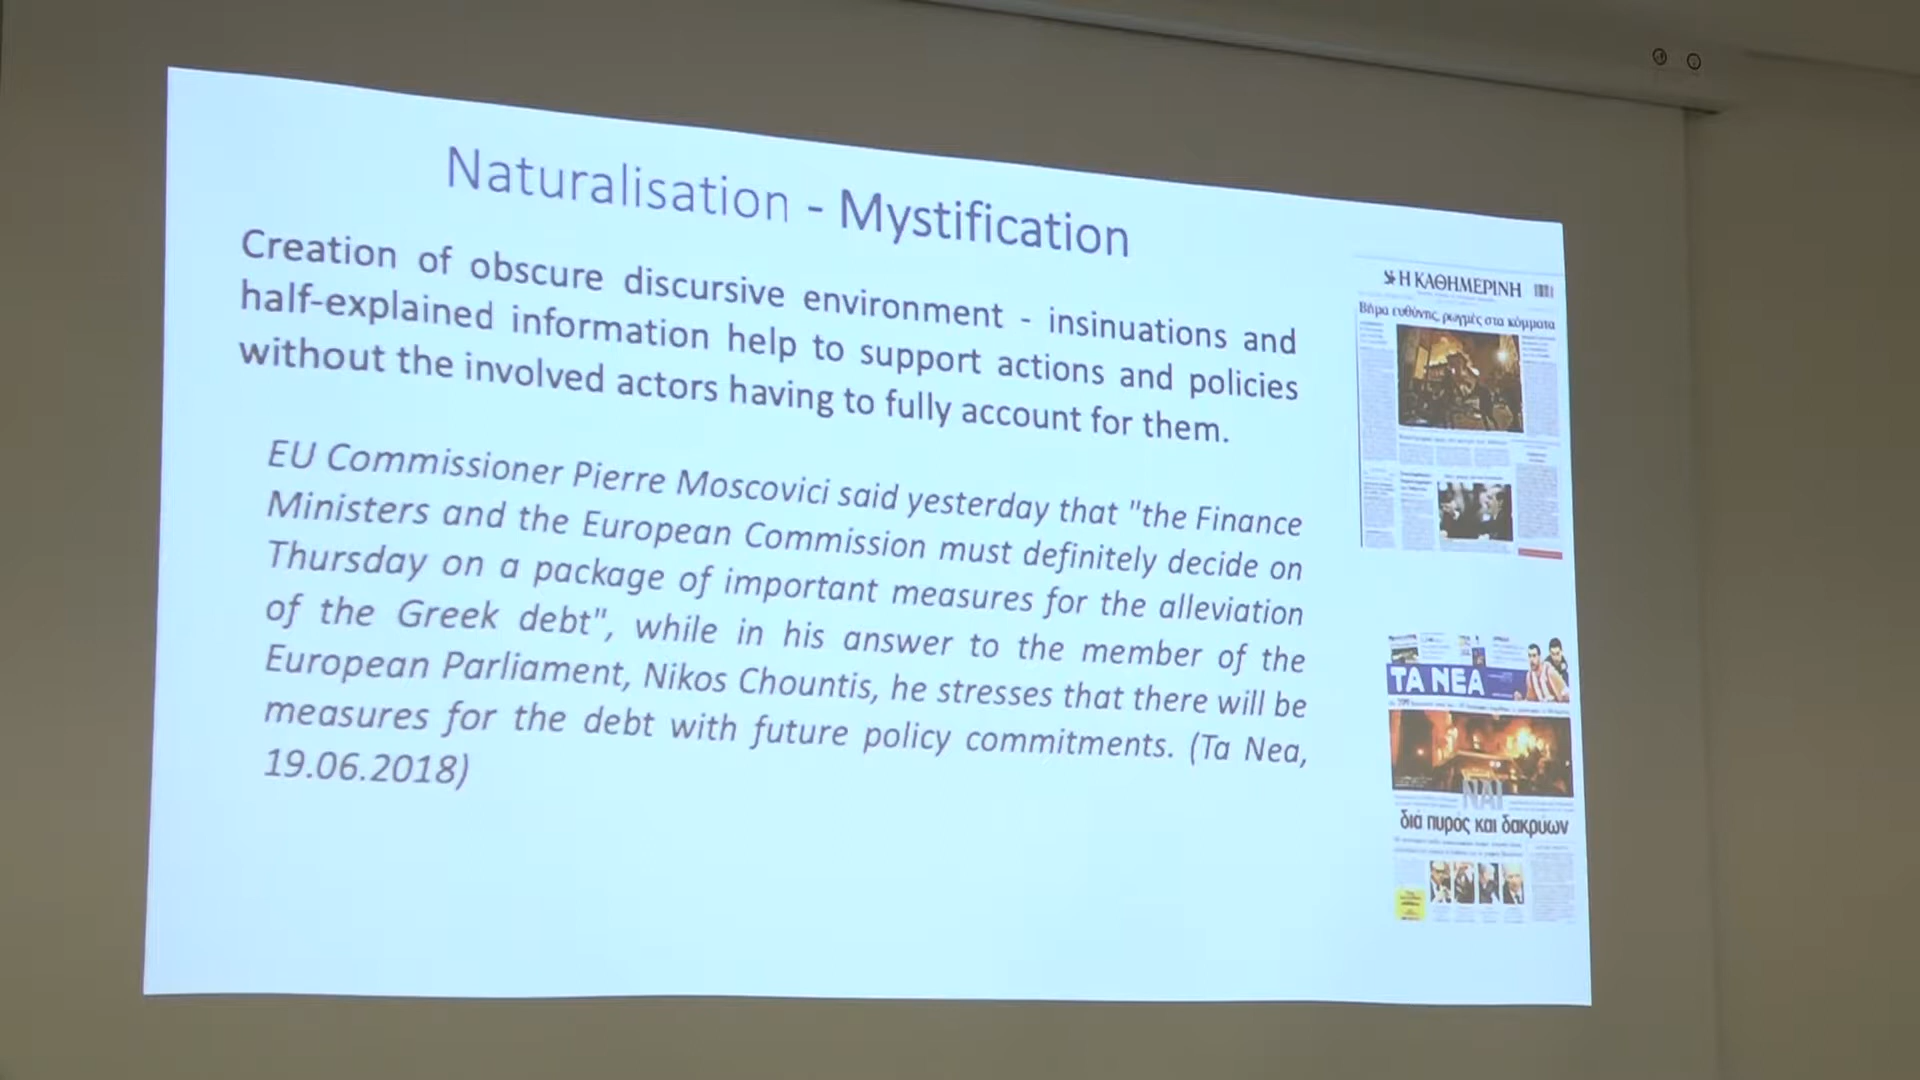 Naturalisation - Mystification
Creation of obscure discursive environment - insinuations and
half-explained information help to support actions and policies
without the involved actors having to fully account for them.
EU Commissioner Pierre Moscovici said yesterday that "the Finance
Ministers and the European Commission must definitely decide on
Thursday on a package of important measures for the alleviation
of the Greek debt", while in his answer to the member of the
European Parliament, Nikos Chountis, he stresses that there will be
measures for the debt with future policy commitments. (Ta Nea,
19.06.2018)
Η ΚΑΘΗΜΕΡΙΝΗ
Βήμα ευθύνης, ρωγμές στα κόμματα
ΤΑ ΝΕΑ
ΝΑΙ
διά πυρός και δακρύων